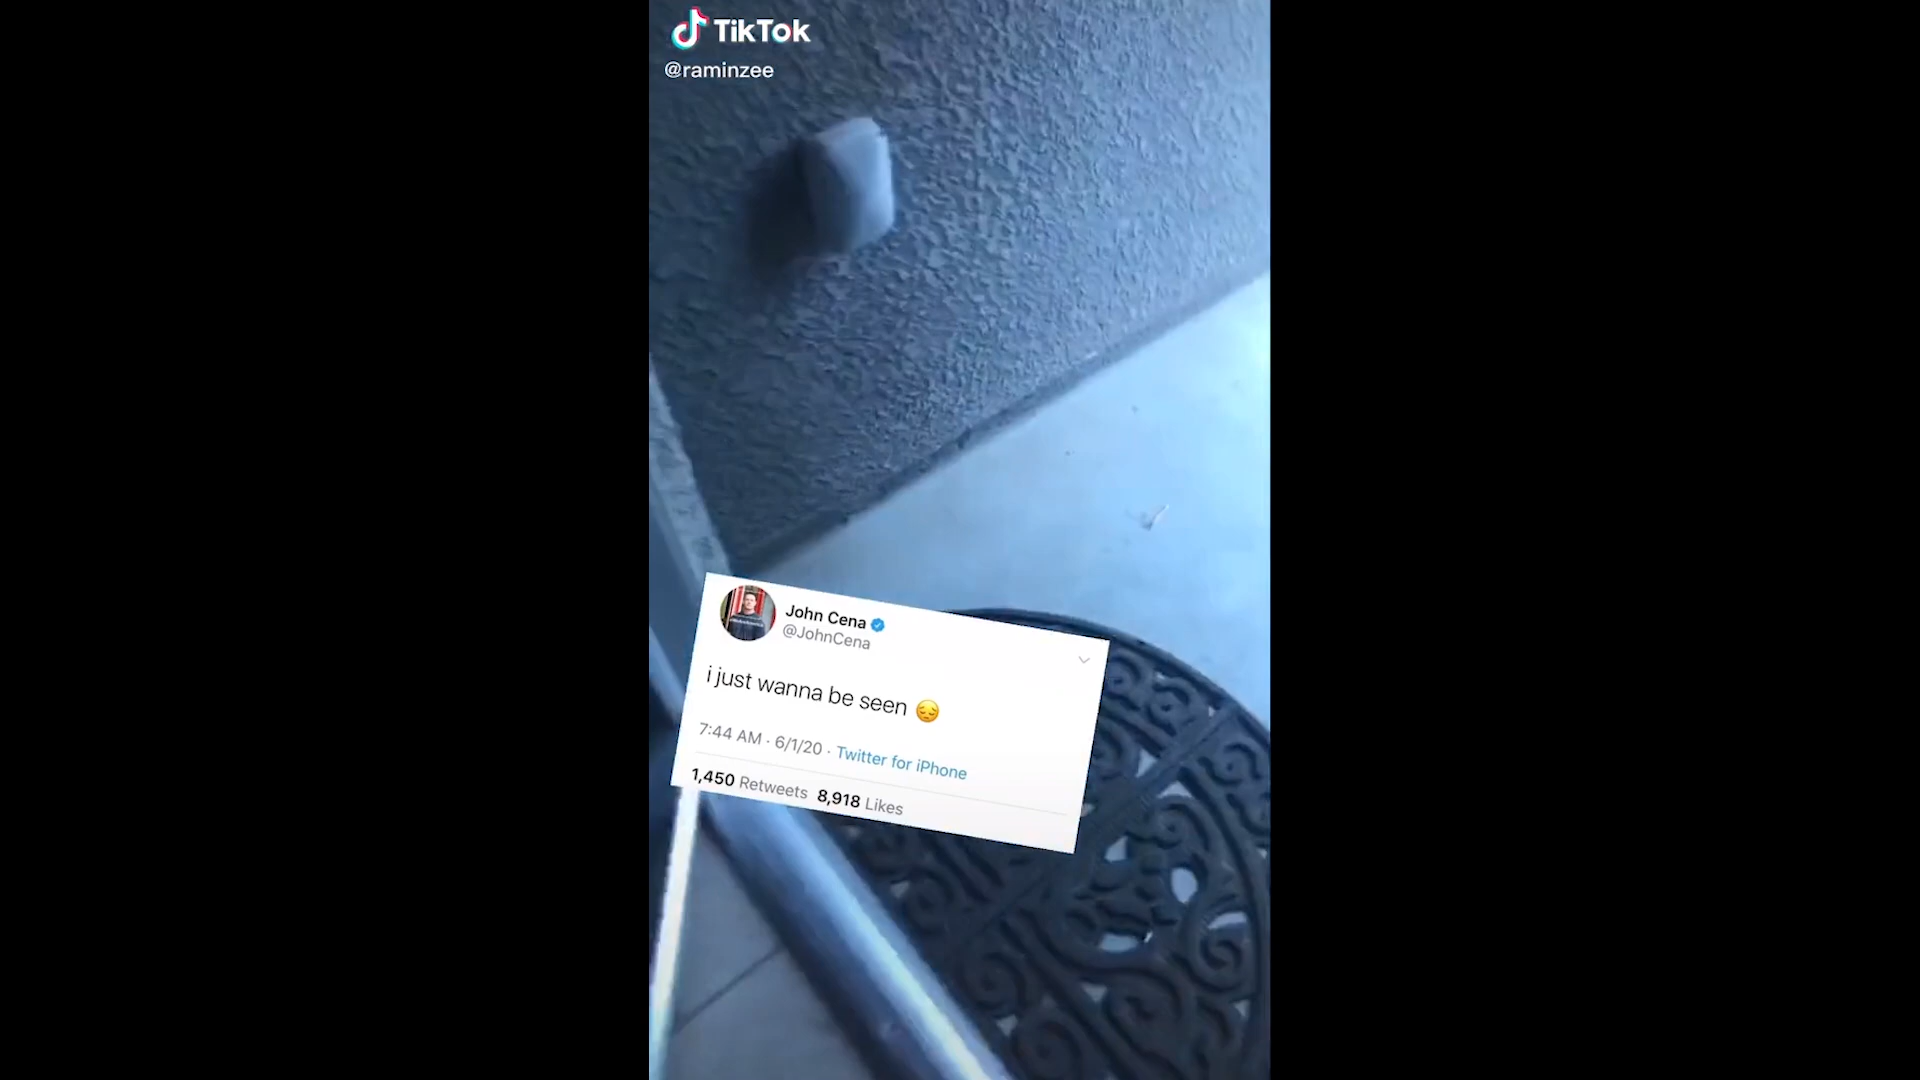 TikTok
@raminzee
John Cena
@JohnCena
i just wanna be seen 😔
7:44 AM · 6/1/20 · Twitter for iPhone
1,450 Retweets 8,918 Likes